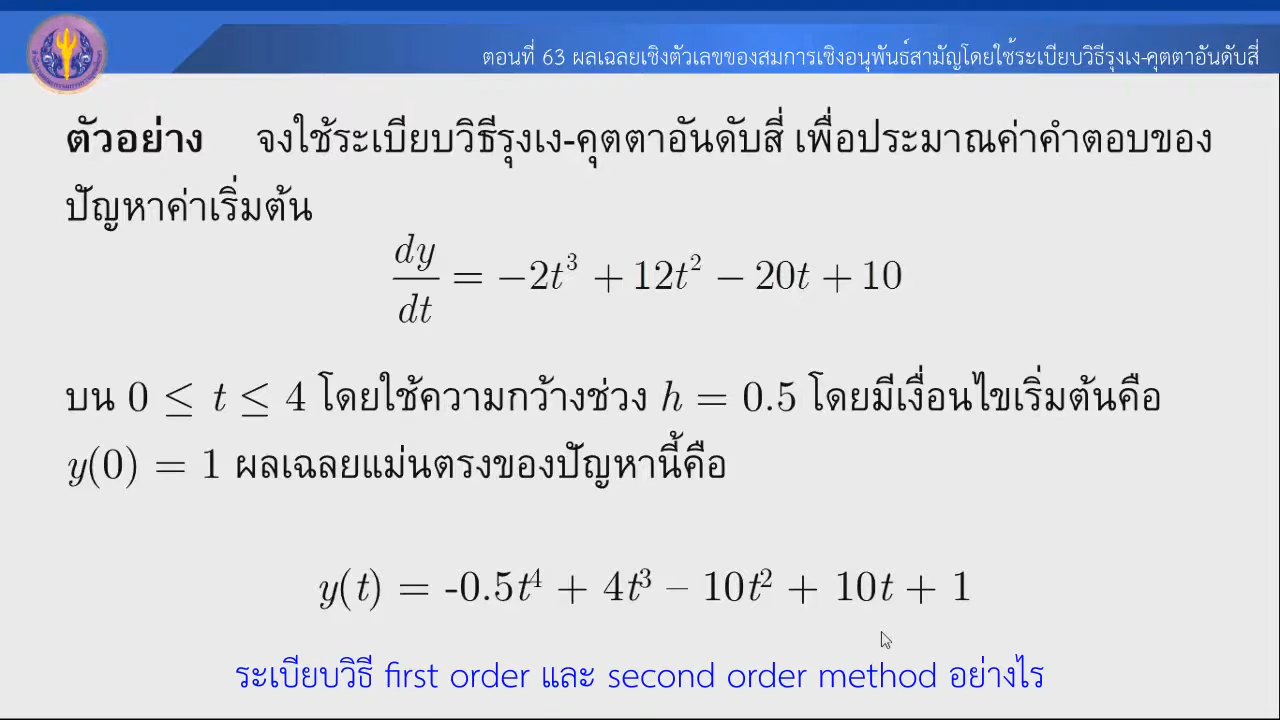 ตอนที่ 63 ผลเฉลยเชิงตัวเลขของสมการเชิงอนุพันธ์สามัญโดยใช้ระเบียบวิธีรุงเง-คุตตาอันดับสี่
ตัวอย่าง จงใช้ระเบียบวิธีรุงเง-คุตตาอันดับสี่ เพื่อประมาณค่าคำตอบของ
ปัญหาค่าเริ่มต้น
dy/dt = −2t³ + 12t² − 20t + 10
บน 0 ≤ t ≤ 4 โดยใช้ความกว้างช่วง h = 0.5 โดยมีเงื่อนไขเริ่มต้นคือ
y(0) = 1 ผลเฉลยแม่นตรงของปัญหานี้คือ
y(t) = -0.5t⁴ + 4t³ – 10t² + 10t + 1
ระเบียบวิธี first order และ second order method อย่างไร